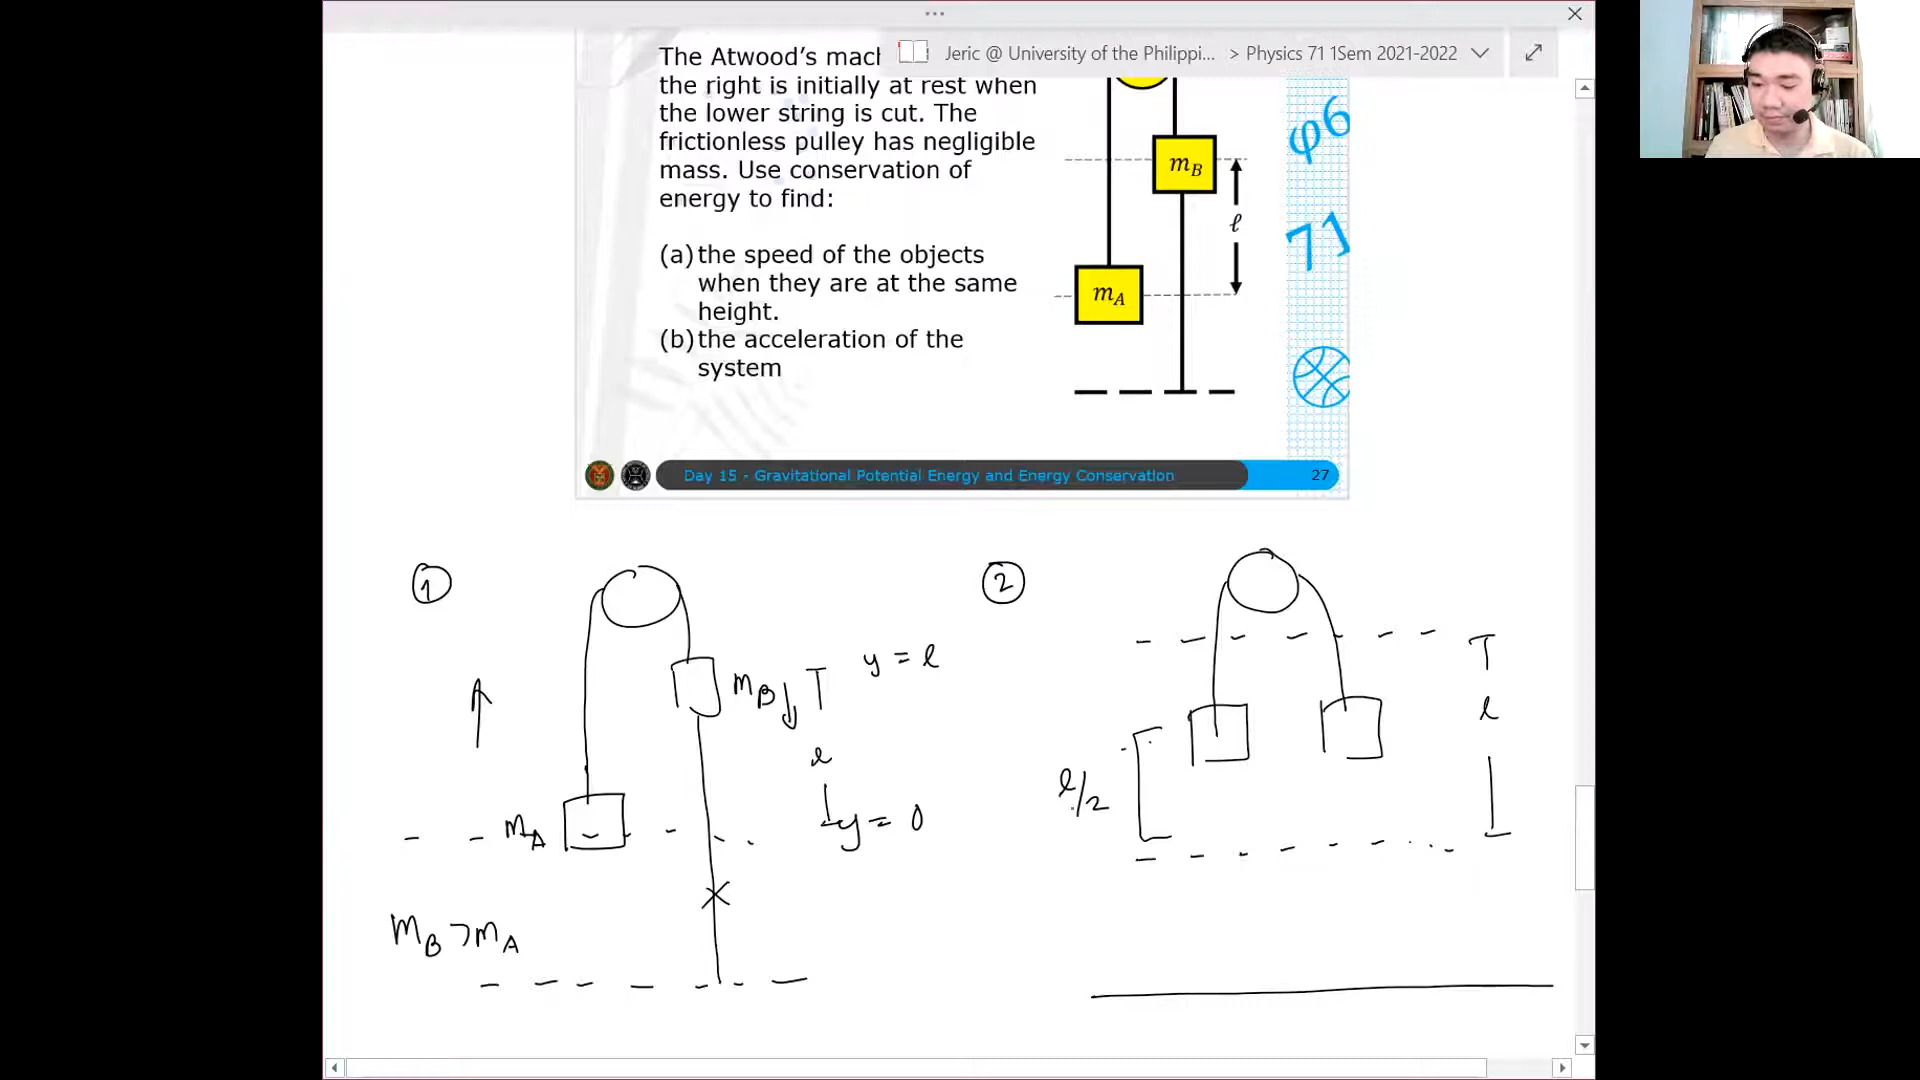 ...
Jeric @ University of the Philippi... > Physics 71 1Sem 2021-2022
The Atwood's mach
the right is initially at rest when
the lower string is cut. The
frictionless pulley has negligible
mass. Use conservation of
energy to find:
(a) the speed of the objects
when they are at the same
height.
(b) the acceleration of the
system
m_B
ℓ
m_A
φ6
71
Day 15 - Gravitational Potential Energy and Energy Conservation
27
1
m_B
y = ℓ
ℓ
m_A
y = 0
m_B > m_A
2
ℓ
ℓ/2